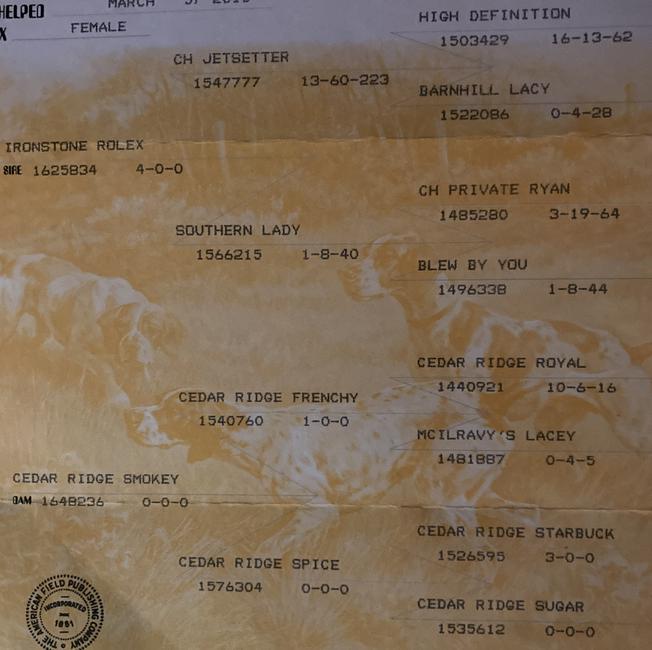 HELPED
MARCH
X
FEMALE
HIGH DEFINITION
1503429 16-13-62
CH JETSETTER
1547777 13-60-223
BARNHILL LACY
1522086 0-4-28
IRONSTONE ROLEX
SIRE 1625834 4-0-0
CH PRIVATE RYAN
1485280 3-19-64
SOUTHERN LADY
1566215 1-8-40
BLEW BY YOU
1496338 1-8-44
CEDAR RIDGE ROYAL
1440921 10-6-16
CEDAR RIDGE FRENCHY
1540760 1-0-0
MCILRAVY'S LACEY
1481887 0-4-5
CEDAR RIDGE SMOKEY
DAM 1648236 0-0-0
CEDAR RIDGE STARBUCK
1526595 3-0-0
CEDAR RIDGE SPICE
1576304 0-0-0
CEDAR RIDGE SUGAR
1535612 0-0-0
THE AMERICAN FIELD PUBLISHING COMPANY
INCORPORATED
1891